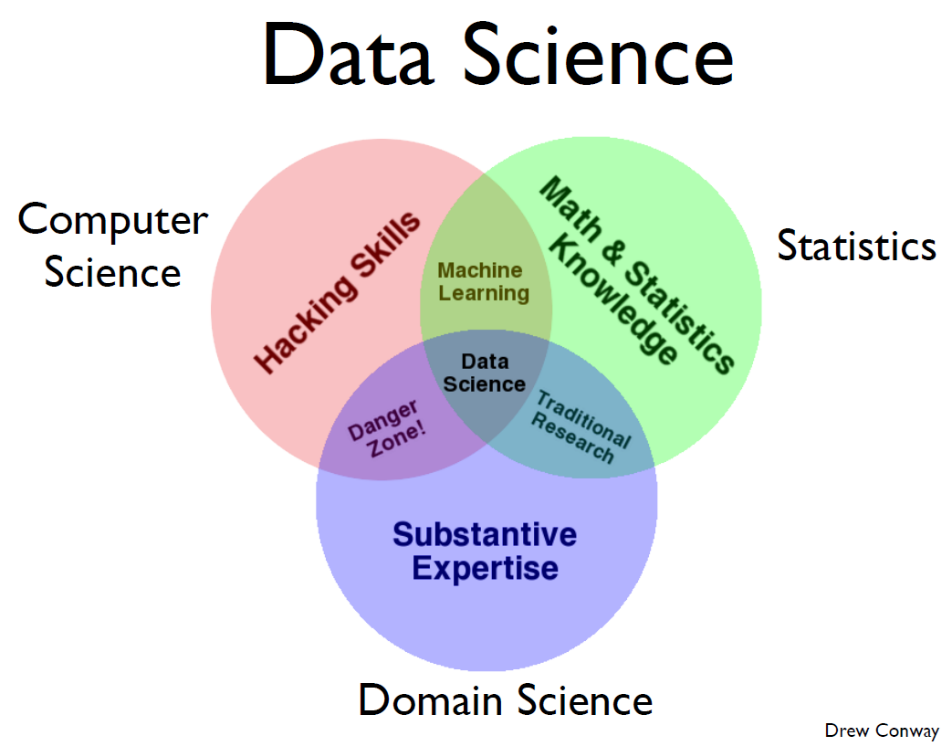 Data Science
Computer
Science
Statistics
Hacking Skills
Math & Statistics
Knowledge
Machine
Learning
Data
Science
Danger
Zone!
Traditional
Research
Substantive
Expertise
Domain Science
Drew Conway